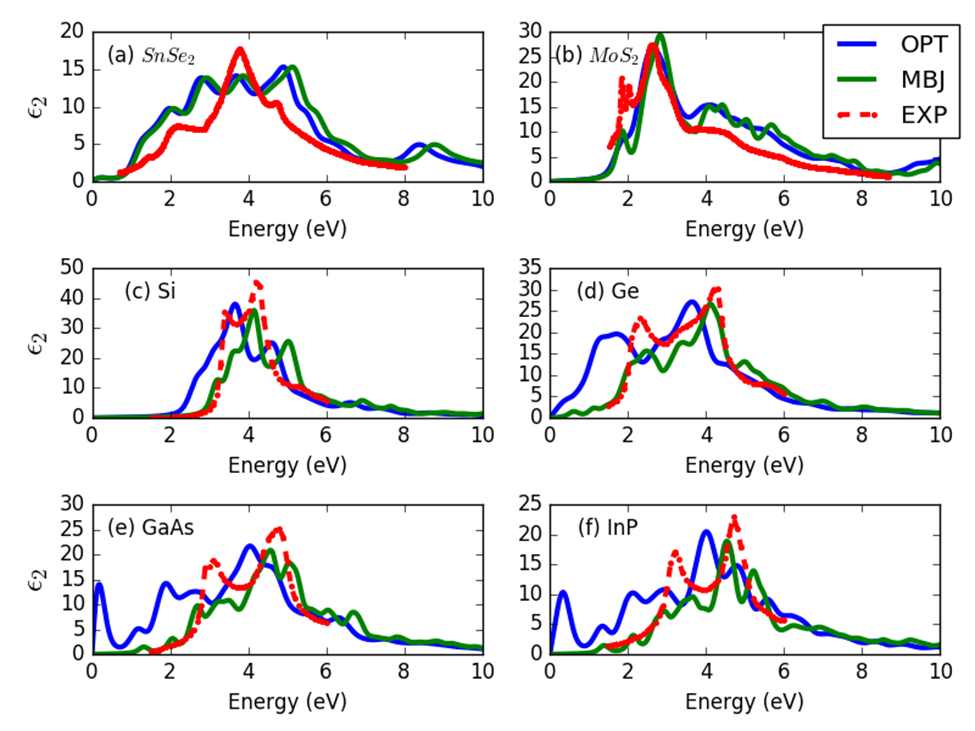 (a) SnSe2
20
15
10
5
0
ϵ2
0 2 4 6 8 10
Energy (eV)
(b) MoS2
30
25
20
15
10
5
0
0 2 4 6 8 10
Energy (eV)
OPT
MBJ
EXP
(c) Si
50
40
30
20
10
0
ϵ2
0 2 4 6 8 10
Energy (eV)
(d) Ge
35
30
25
20
15
10
5
0
0 2 4 6 8 10
Energy (eV)
(e) GaAs
30
25
20
15
10
5
0
ϵ2
0 2 4 6 8 10
Energy (eV)
(f) InP
25
20
15
10
5
0
0 2 4 6 8 10
Energy (eV)